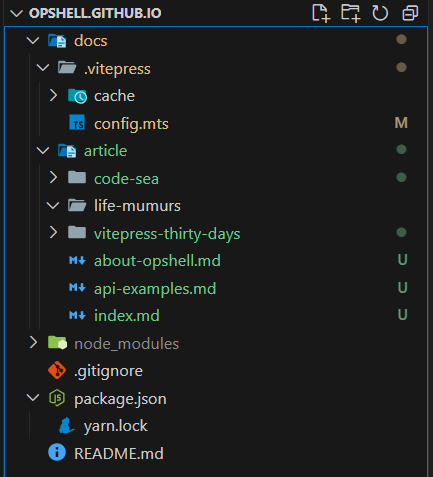 OPSHELL.GITHUB.IO
docs
.vitepress
cache
TS config.mts M
article
code-sea
life-mumurs
vitepress-thirty-days
about-opshell.md U
api-examples.md U
index.md U
node_modules
.gitignore
JS package.json
yarn.lock
README.md